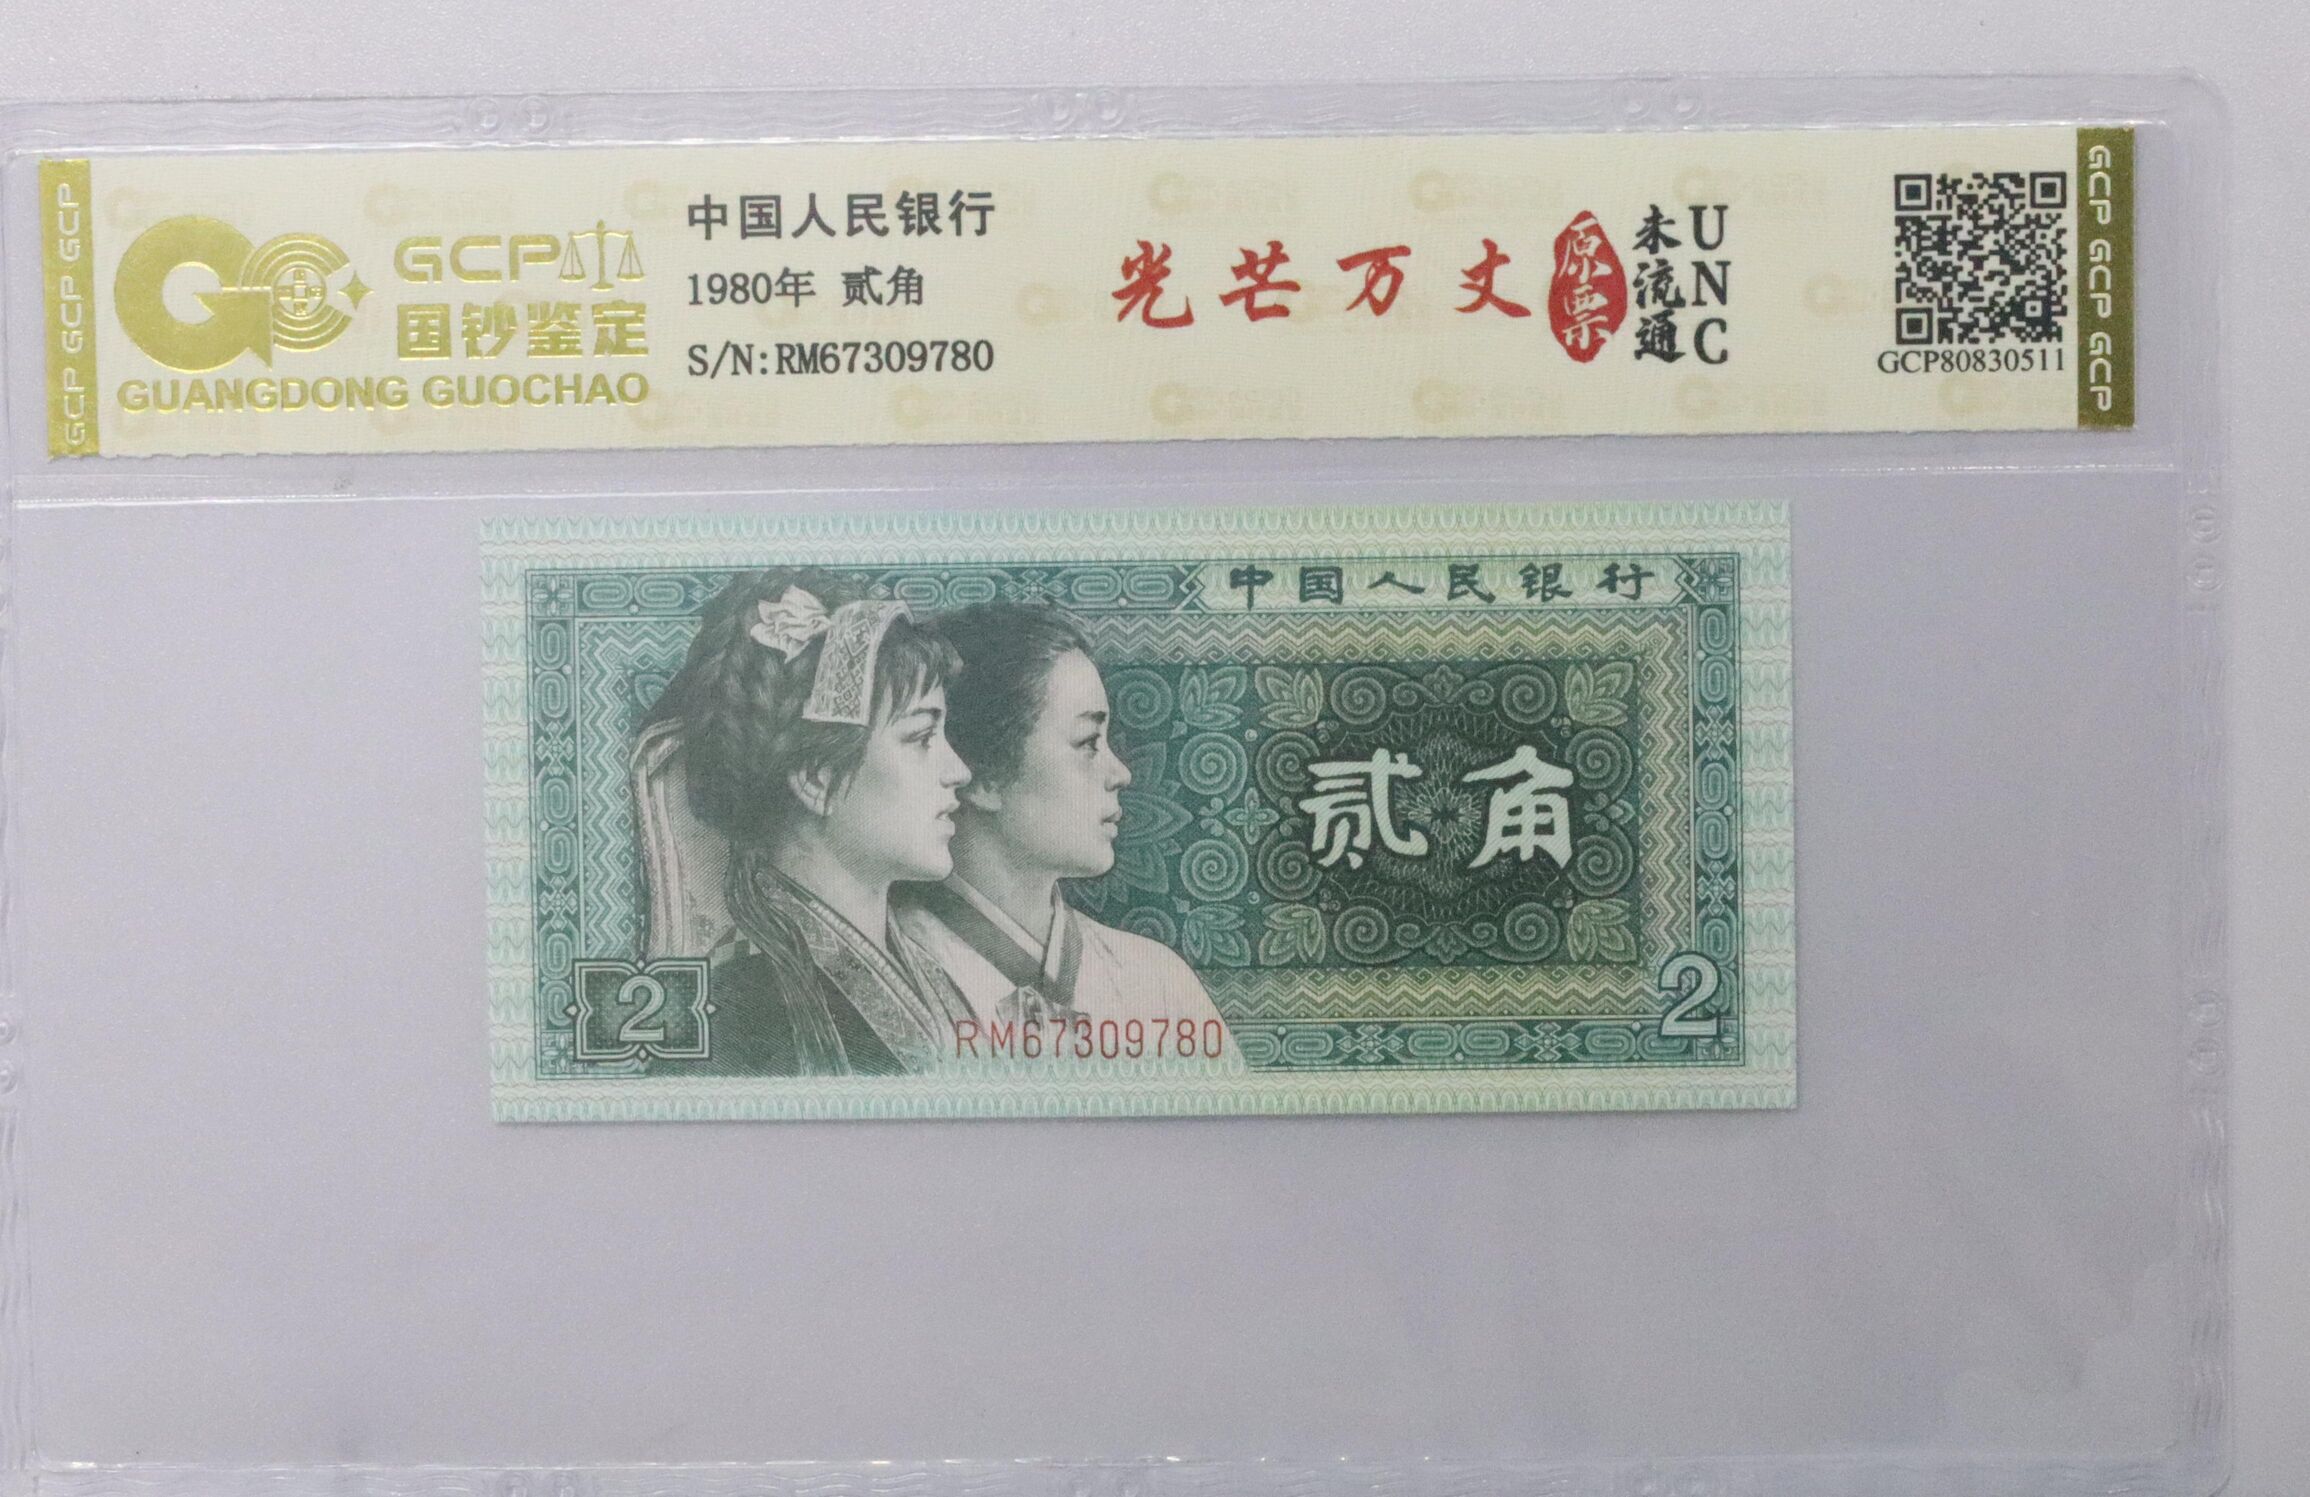 GCP GCP GCP
GCP
国钞鉴定
GUANGDONG GUOCHAO
中国人民银行
1980年 贰角
S/N:RM67309780
光芒万丈
原票
未流通
UNC
GCP80830511
GCP GCP GCP
中国人民银行
贰角
2
2
RM67309780